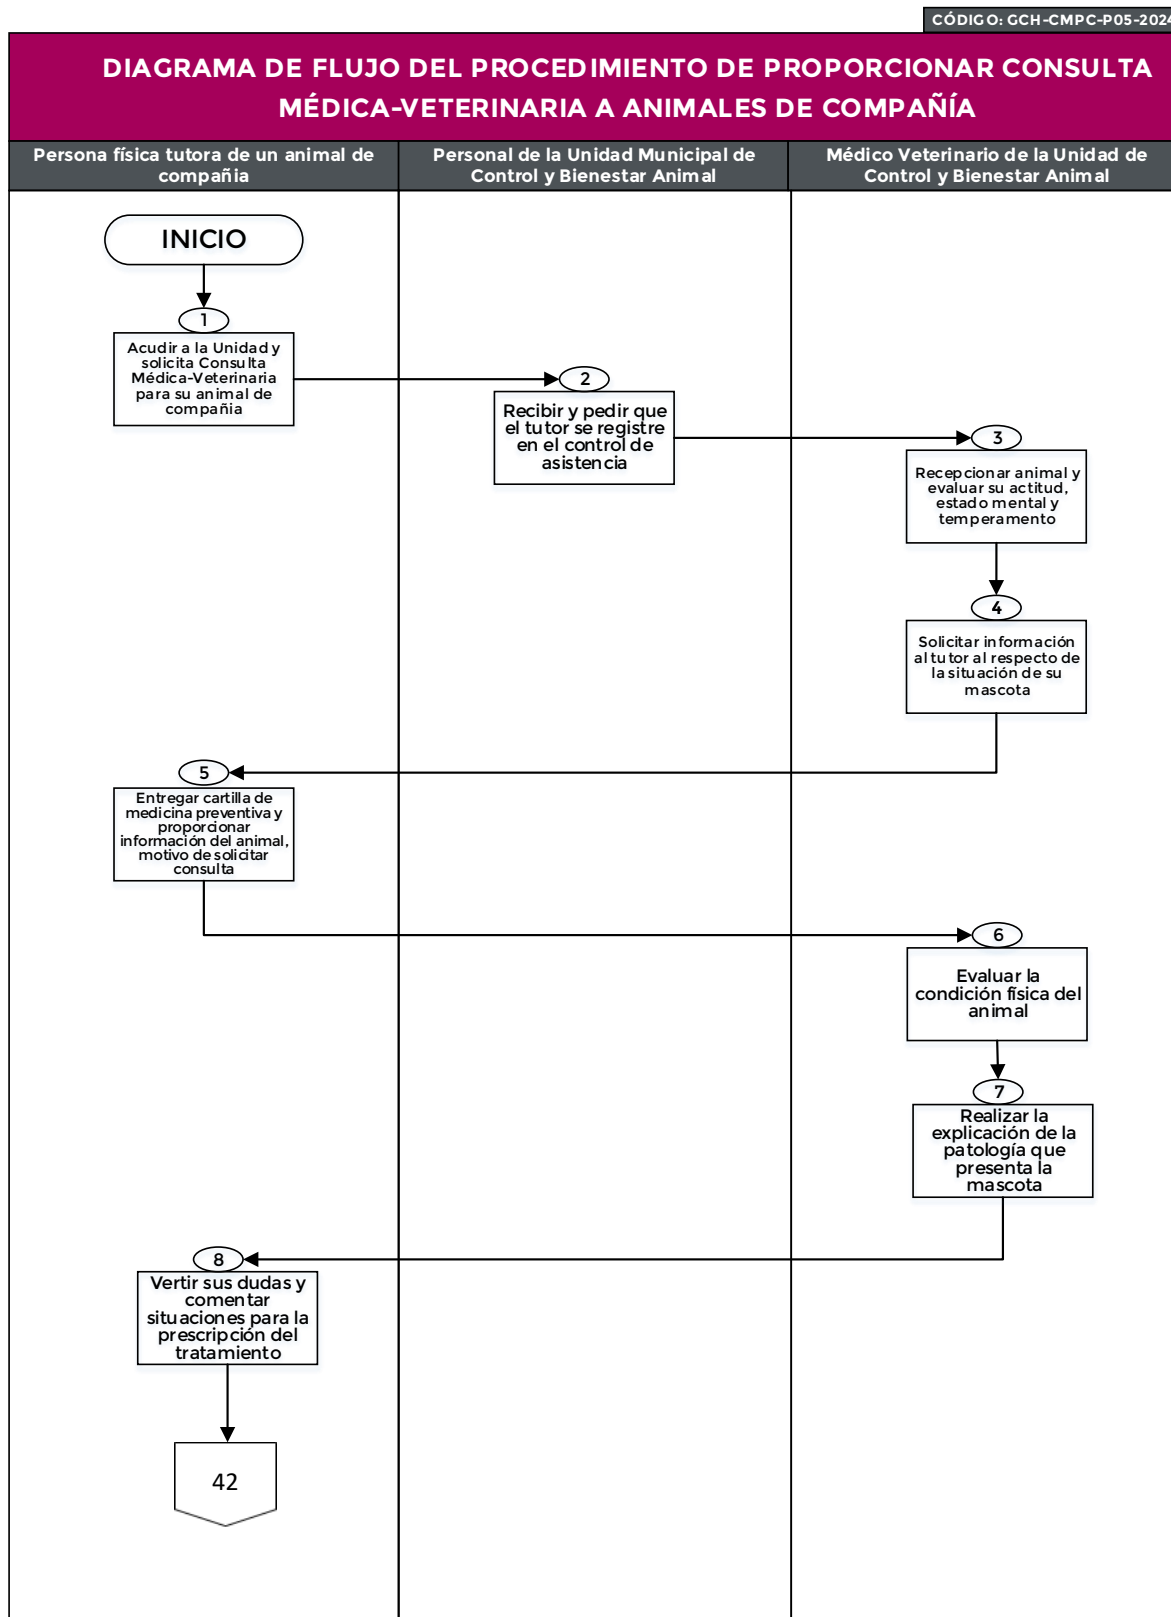 CÓDIGO: GCH-CMPC-P05-2024
DIAGRAMA DE FLUJO DEL PROCEDIMIENTO DE PROPORCIONAR CONSULTA
MÉDICA-VETERINARIA A ANIMALES DE COMPAÑÍA
Persona física tutora de un animal de
compañia
Personal de la Unidad Municipal de
Control y Bienestar Animal
Médico Veterinario de la Unidad de
Control y Bienestar Animal
INICIO
1
Acudir a la Unidad y
solicita Consulta
Médica-Veterinaria
para su animal de
compañia
2
Recibir y pedir que
el tutor se registre
en el control de
asistencia
3
Recepcionar animal y
evaluar su actitud,
estado mental y
temperamento
4
Solicitar información
al tutor al respecto de
la situación de su
mascota
5
Entregar cartilla de
medicina preventiva y
proporcionar
información del animal,
motivo de solicitar
consulta
6
Evaluar la
condición física del
animal
7
Realizar la
explicación de la
patología que
presenta la
mascota
8
Vertir sus dudas y
comentar
situaciones para la
prescripción del
tratamiento
42